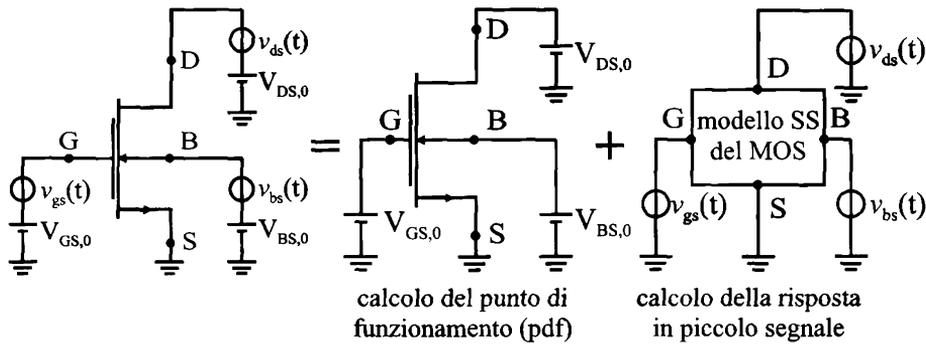 D
v_ds(t)
V_DS,0
G
B
v_gs(t)
V_GS,0
v_bs(t)
V_BS,0
S
=
D
V_DS,0
G
B
V_GS,0
S
V_BS,0
+
v_ds(t)
D
G
modello SS
del MOS
B
v_gs(t)
S
v_bs(t)
calcolo del punto di
funzionamento (pdf)
calcolo della risposta
in piccolo segnale